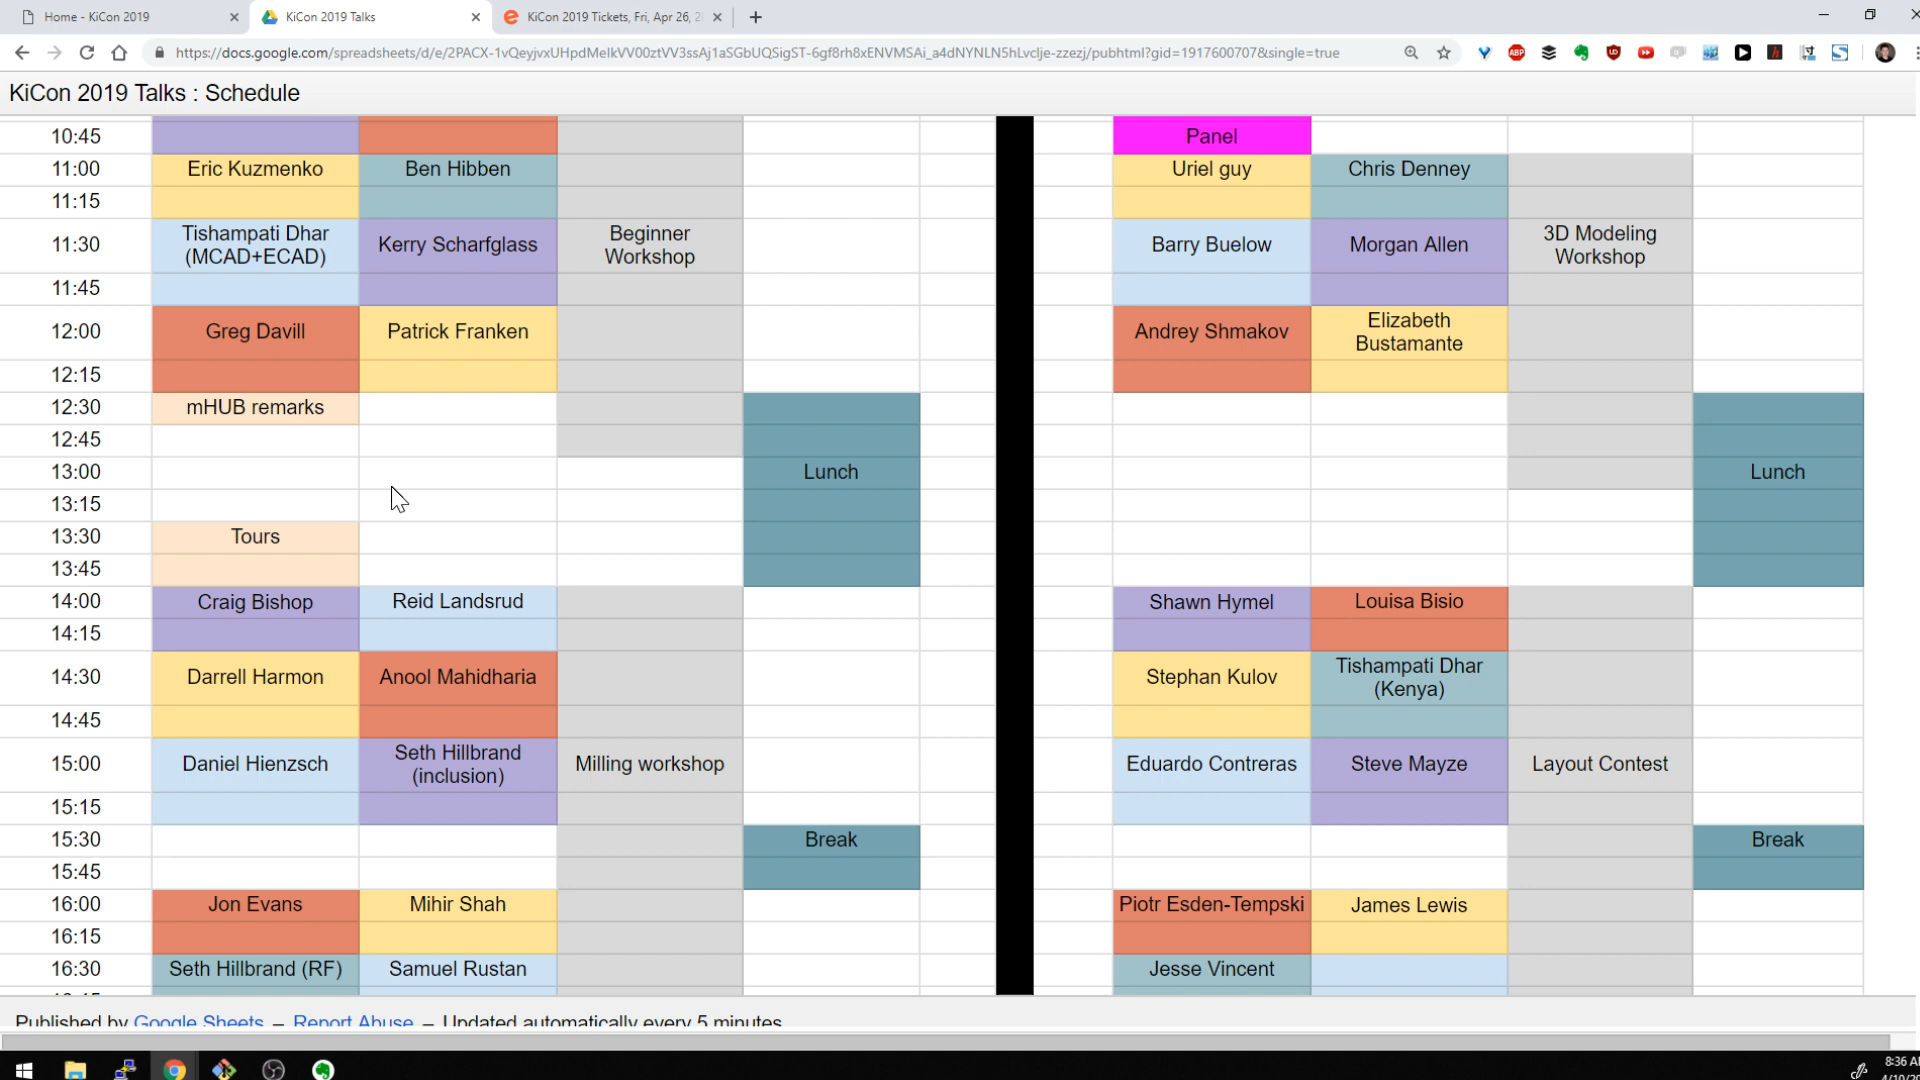 Home - KiCon 2019
KiCon 2019 Talks
KiCon 2019 Tickets, Fri, Apr 26, 2
https://docs.google.com/spreadsheets/d/e/2PACX-1vQeyjvxUHpdMelkVV00ztVV3ssAj1aSGbUQSigST-6gf8rh8xENVMSAi_a4dNYNLN5hLvclje-zzezj/pubhtml?gid=1917600707&single=true
KiCon 2019 Talks : Schedule
10:45 Panel
11:00 Eric Kuzmenko Ben Hibben Uriel guy Chris Denney
11:15
11:30 Tishampati Dhar (MCAD+ECAD) Kerry Scharfglass Beginner Workshop Barry Buelow Morgan Allen 3D Modeling Workshop
11:45
12:00 Greg Davill Patrick Franken Andrey Shmakov Elizabeth Bustamante
12:15
12:30 mHUB remarks
12:45
13:00 Lunch Lunch
13:15
13:30 Tours
13:45
14:00 Craig Bishop Reid Landsrud Shawn Hymel Louisa Bisio
14:15
14:30 Darrell Harmon Anool Mahidharia Stephan Kulov Tishampati Dhar (Kenya)
14:45
15:00 Daniel Hienzsch Seth Hillbrand (inclusion) Milling workshop Eduardo Contreras Steve Mayze Layout Contest
15:15
15:30 Break Break
15:45
16:00 Jon Evans Mihir Shah Piotr Esden-Tempski James Lewis
16:15
16:30 Seth Hillbrand (RF) Samuel Rustan Jesse Vincent
Published by Google Sheets – Report Abuse – Updated automatically every 5 minutes
8:36 AM